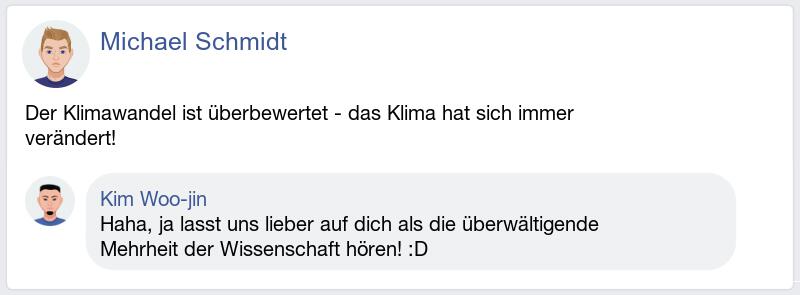 Michael Schmidt
Der Klimawandel ist überbewertet - das Klima hat sich immer
verändert!
Kim Woo-jin
Haha, ja lasst uns lieber auf dich als die überwältigende
Mehrheit der Wissenschaft hören! :D